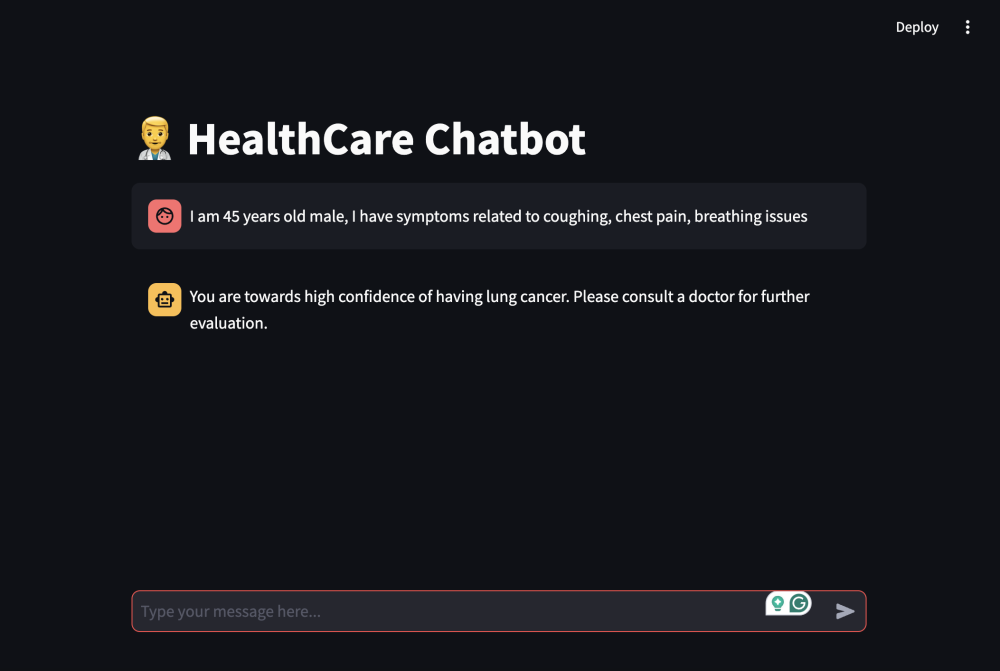 Deploy
HealthCare Chatbot
I am 45 years old male, I have symptoms related to coughing, chest pain, breathing issues
You are towards high confidence of having lung cancer. Please consult a doctor for further
evaluation.
Type your message here...